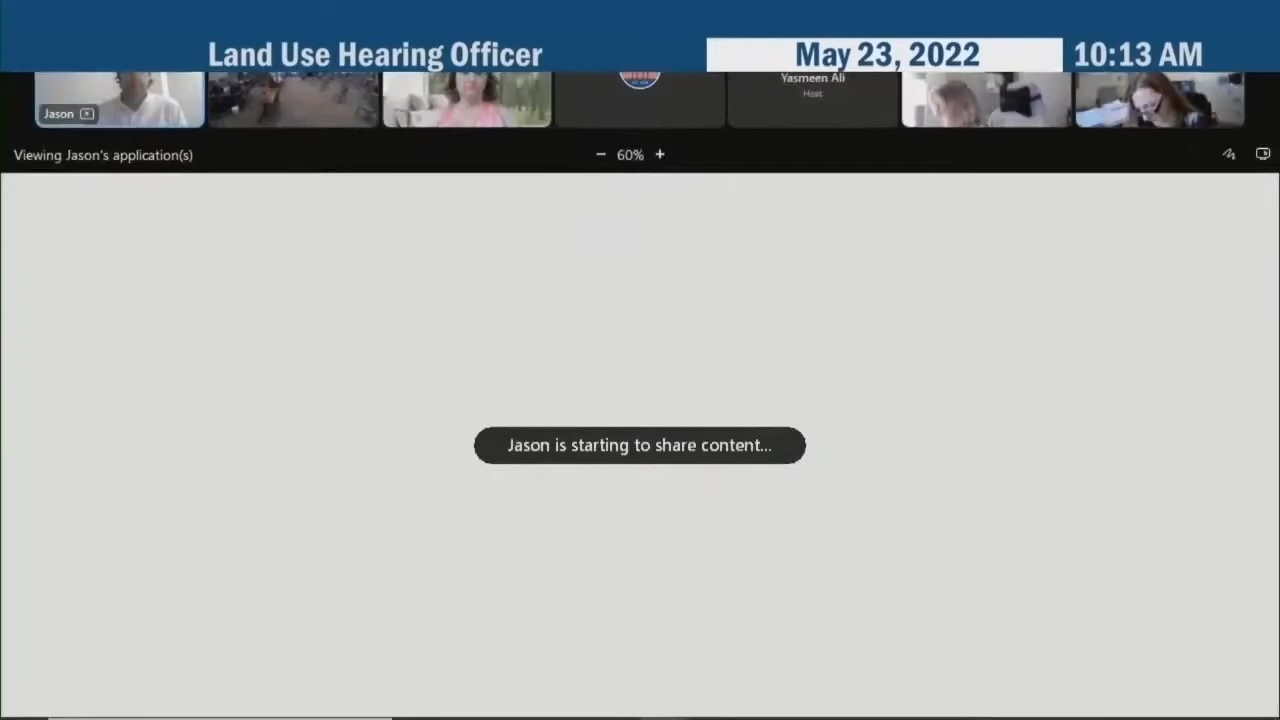 Land Use Hearing Officer
May 23, 2022
10:13 AM
Jason
Yasmeen Ali
Host
Viewing Jason's application(s)
− 60% +
Jason is starting to share content...